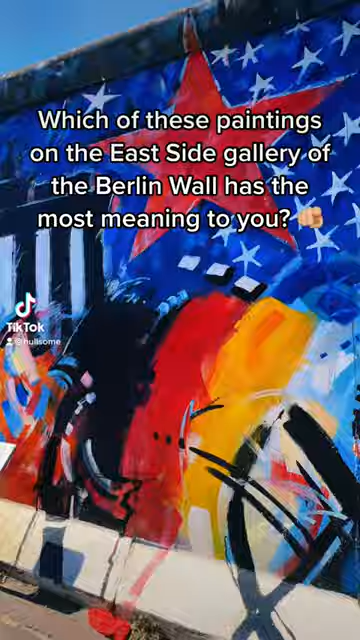 Which of these paintings
on the East Side gallery of
the Berlin Wall has the
most meaning to you? 🫵🏼
TikTok
@hullsome